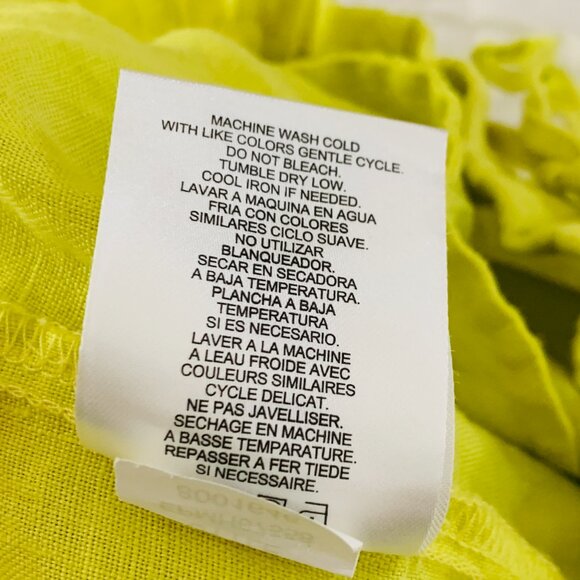 MACHINE WASH COLD
WITH LIKE COLORS GENTLE CYCLE.
DO NOT BLEACH.
TUMBLE DRY LOW.
COOL IRON IF NEEDED.
LAVAR A MAQUINA EN AGUA
FRIA CON COLORES
SIMILARES CICLO SUAVE.
NO UTILIZAR
BLANQUEADOR.
SECAR EN SECADORA
A BAJA TEMPERATURA.
PLANCHA A BAJA
TEMPERATURA
SI ES NECESARIO.
LAVER A LA MACHINE
A LEAU FROIDE AVEC
COULEURS SIMILAIRES
CYCLE DELICAT.
NE PAS JAVELLISER.
SECHAGE EN MACHINE
A BASSE TEMPARATURE.
REPASSER A FER TIEDE
SI NECESSAIRE.